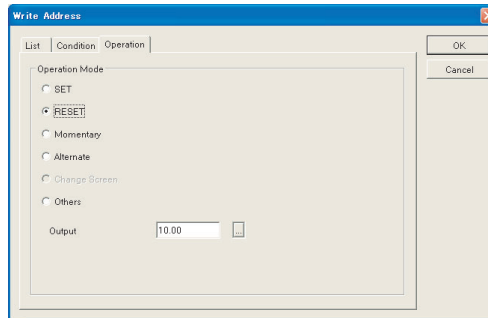 Write Address
List Condition Operation
OK
Cancel
Operation Mode
SET
RESET
Momentary
Alternate
Change Screen
Others
Output 10.00 ...